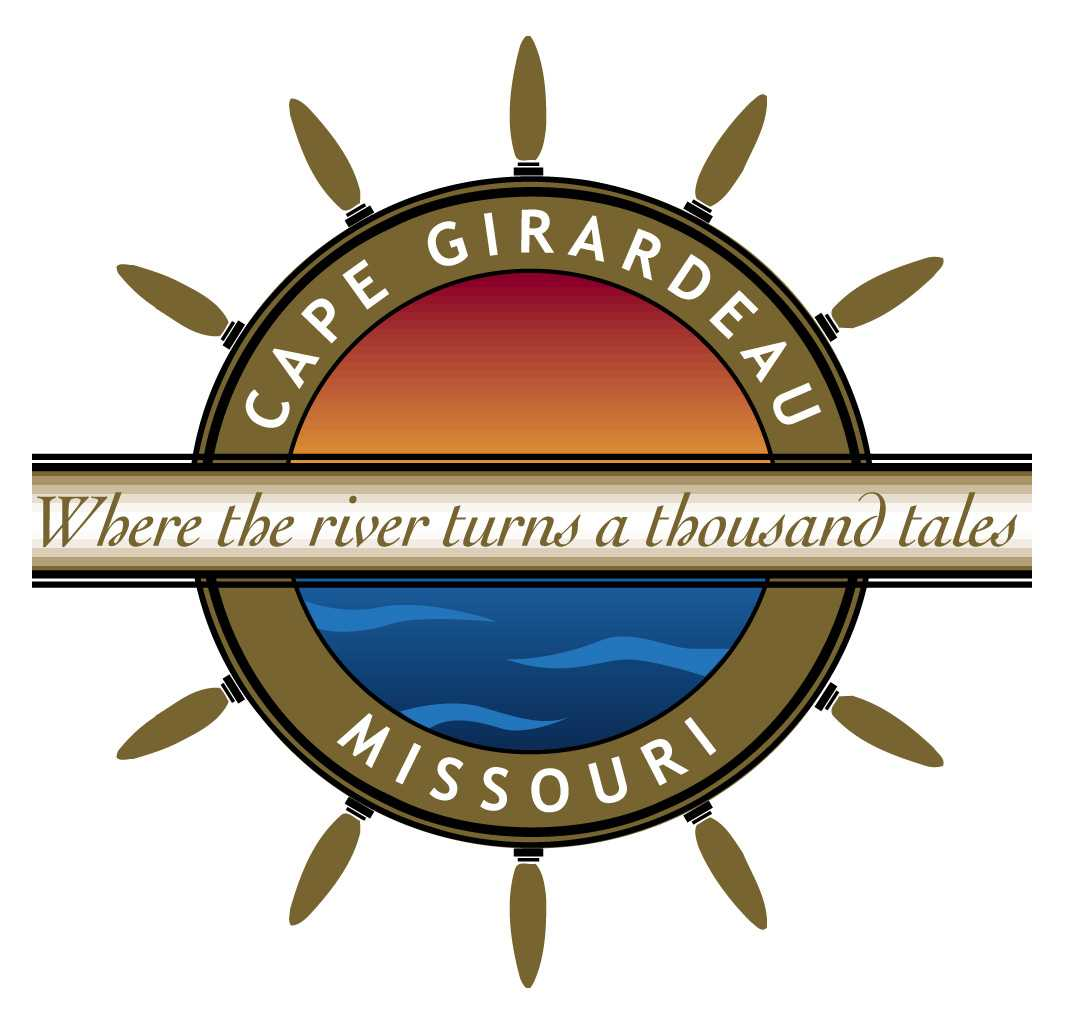 CAPE GIRARDEAU
Where the river turns a thousand tales
MISSOURI